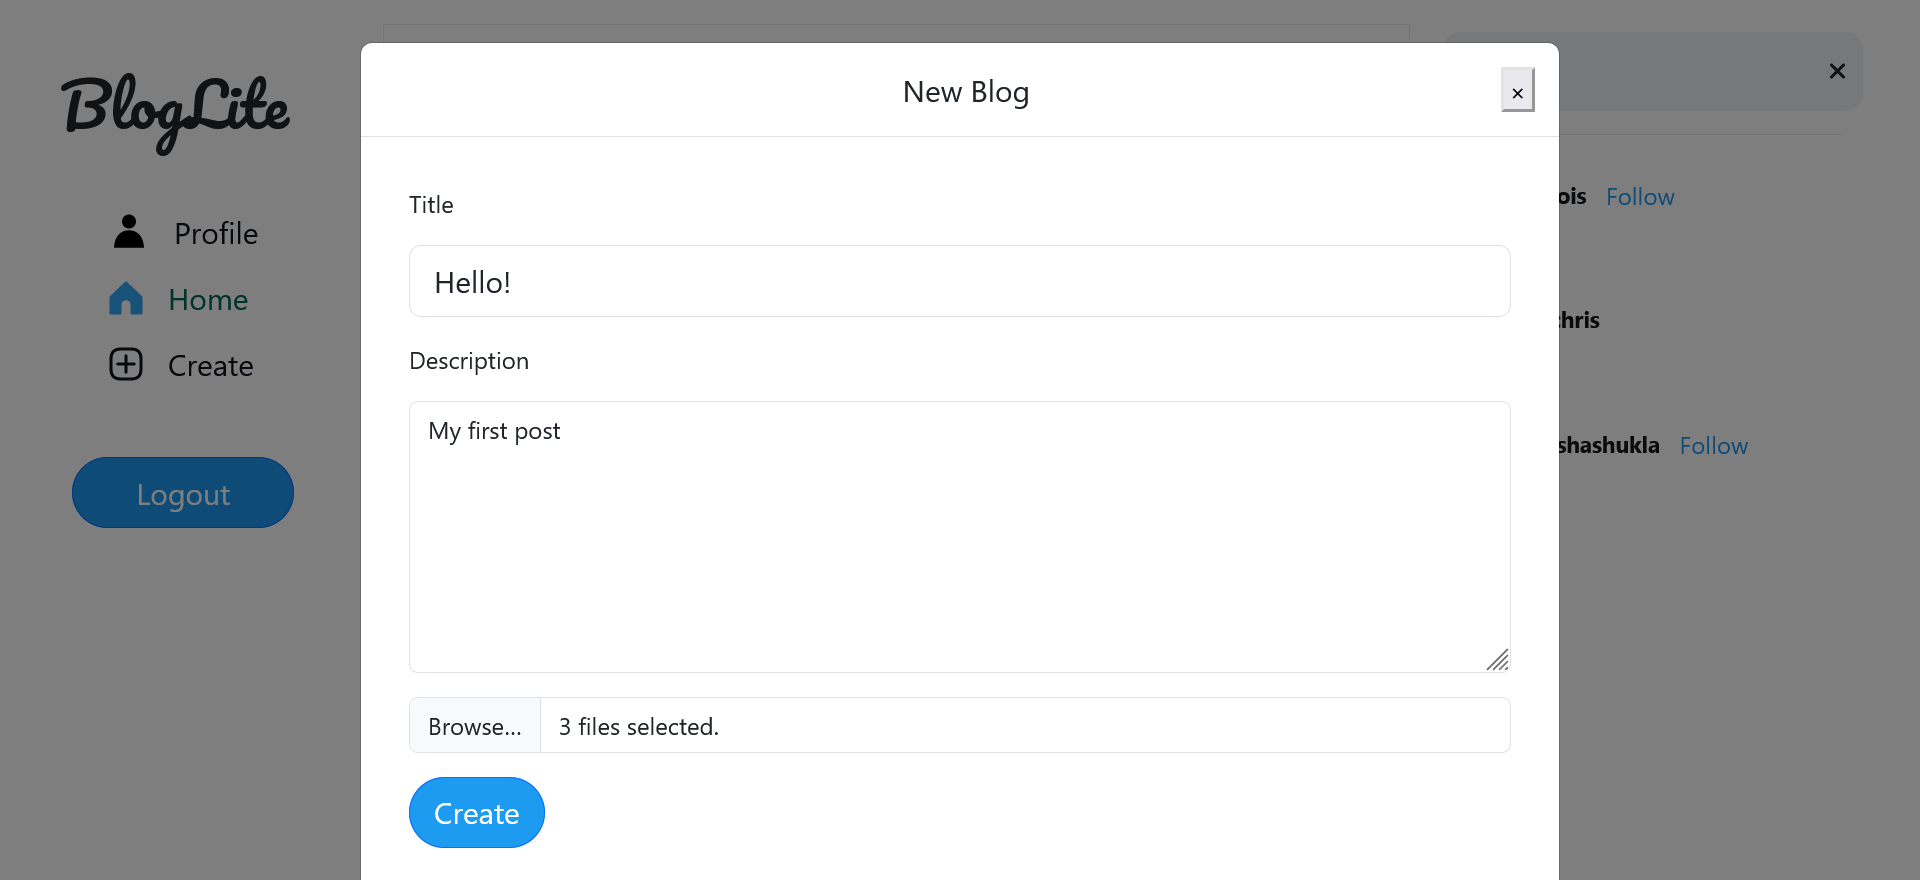 BlogLite
Profile
Home
Create
Logout
New Blog
×
Title
Hello!
Description
My first post
Browse...
3 files selected.
Create
ois Follow
hris
shashukla Follow